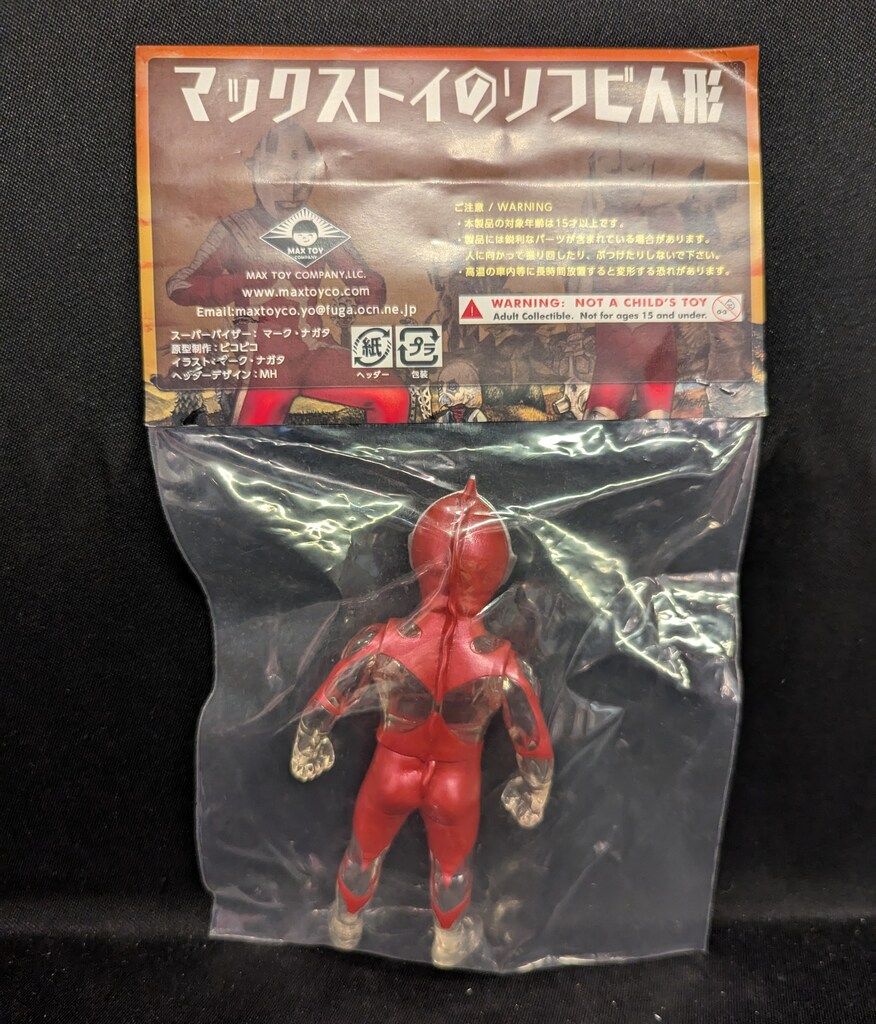 マックストイのソフビ人形
MAX TOY
COMPANY
MAX TOY COMPANY,LLC.
www.maxtoyco.com
Email:maxtoyco.yo@fuga.ocn.ne.jp
スーパーバイザー：マーク・ナガタ
原型制作：ピコピコ
イラスト：マーク・ナガタ
ヘッダーデザイン：MH
紙
ヘッダー
プラ
包装
ご注意 / WARNING
・本製品の対象年齢は15才以上です。
・製品には鋭利なパーツが含まれている場合があります。
人に向かって振り回したり、ぶつけたりしないで下さい。
・高温の車内等に長時間放置すると変形する恐れがあります。
WARNING: NOT A CHILD'S TOY
Adult Collectible. Not for ages 15 and under.
0-3